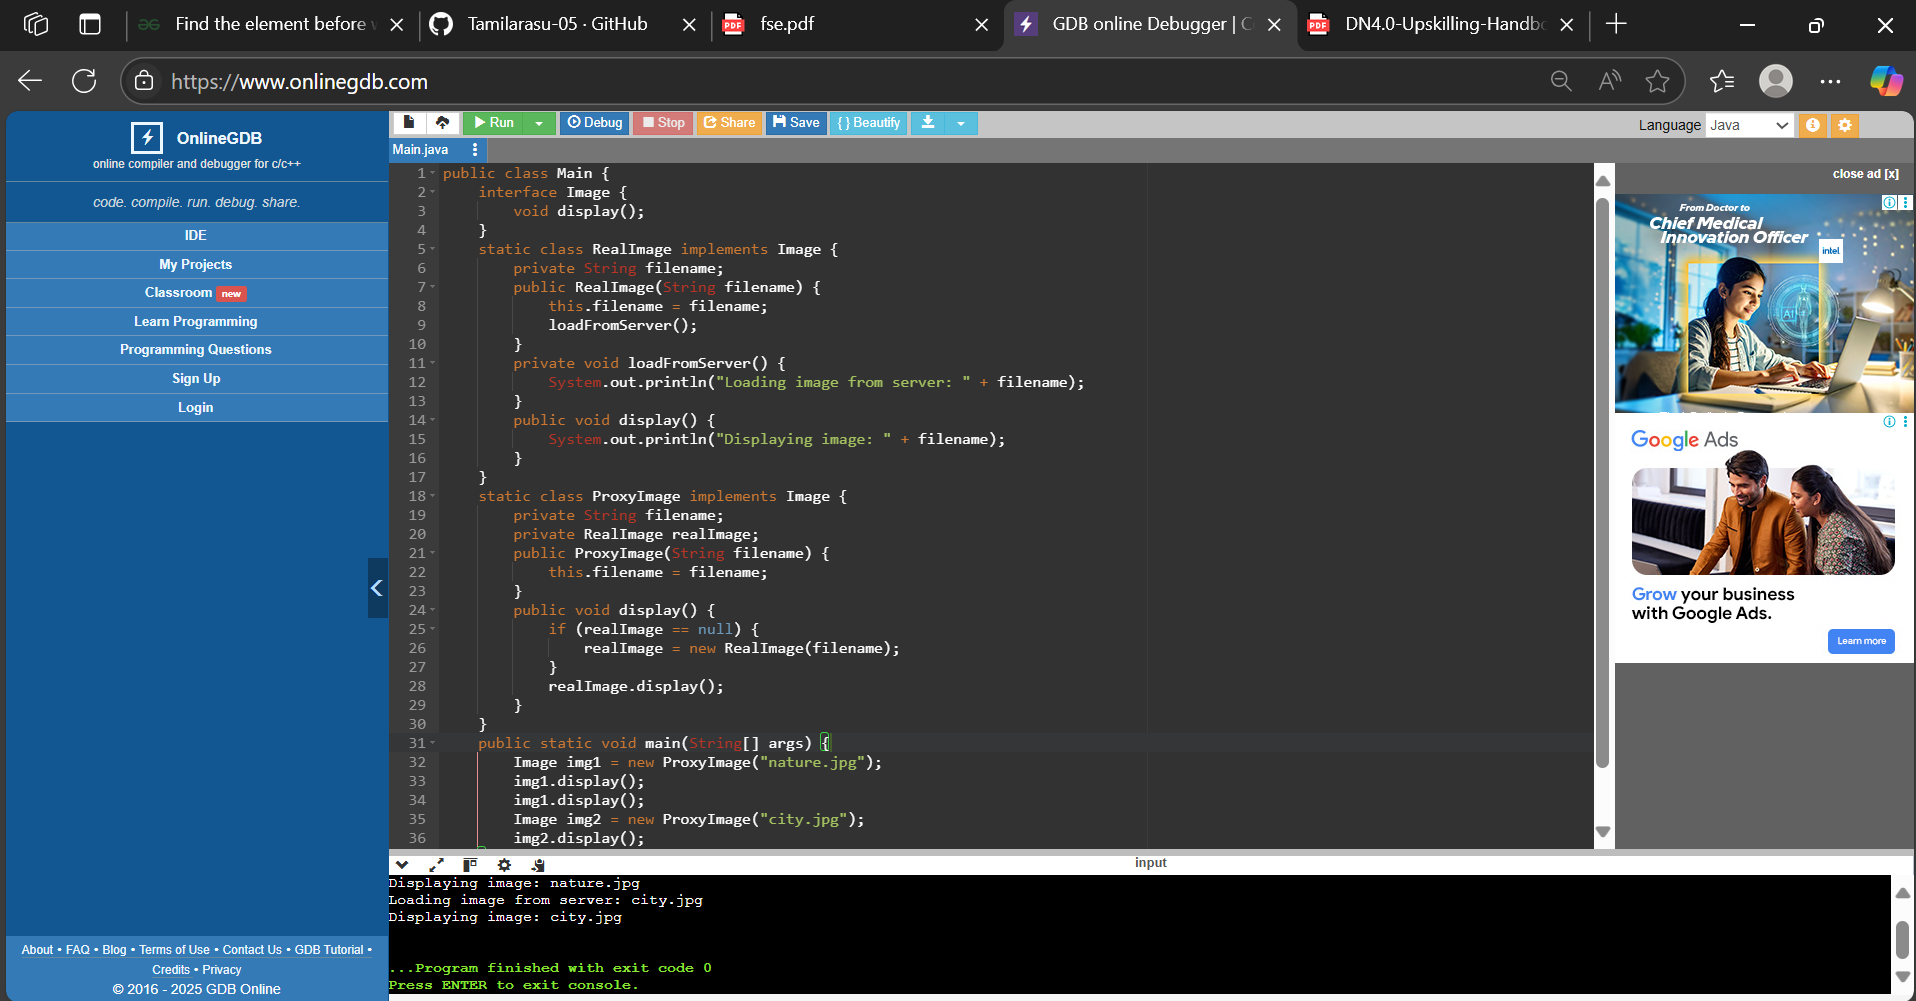 Find the element before w
Tamilarasu-05 · GitHub
fse.pdf
GDB online Debugger | C
DN4.0-Upskilling-Handbo
https://www.onlinegdb.com
OnlineGDB
online compiler and debugger for c/c++
code. compile. run. debug. share.
IDE
My Projects
Classroom new
Learn Programming
Programming Questions
Sign Up
Login
About • FAQ • Blog • Terms of Use • Contact Us • GDB Tutorial •
Credits • Privacy
© 2016 - 2025 GDB Online
Run Debug Stop Share Save { } Beautify
Language Java
Main.java
1 public class Main {
2 interface Image {
3 void display();
4 }
5 static class RealImage implements Image {
6 private String filename;
7 public RealImage(String filename) {
8 this.filename = filename;
9 loadFromServer();
10 }
11 private void loadFromServer() {
12 System.out.println("Loading image from server: " + filename);
13 }
14 public void display() {
15 System.out.println("Displaying image: " + filename);
16 }
17 }
18 static class ProxyImage implements Image {
19 private String filename;
20 private RealImage realImage;
21 public ProxyImage(String filename) {
22 this.filename = filename;
23 }
24 public void display() {
25 if (realImage == null) {
26 realImage = new RealImage(filename);
27 }
28 realImage.display();
29 }
30 }
31 public static void main(String[] args) {
32 Image img1 = new ProxyImage("nature.jpg");
33 img1.display();
34 img1.display();
35 Image img2 = new ProxyImage("city.jpg");
36 img2.display();
input
Displaying image: nature.jpg
Loading image from server: city.jpg
Displaying image: city.jpg
...Program finished with exit code 0
Press ENTER to exit console.
close ad [x]
From Doctor to
Chief Medical
Innovation Officer
intel
AI
Google Ads
Grow your business
with Google Ads.
Learn more